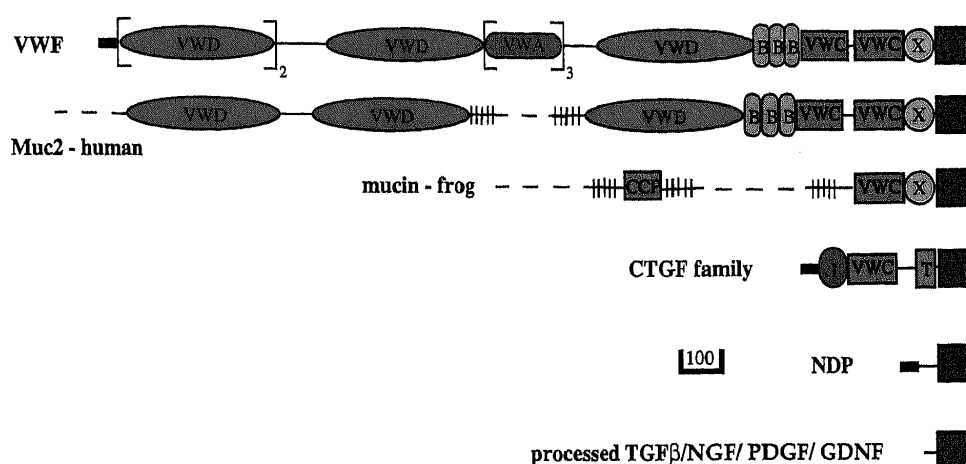 VWF VWD 2 VWD VWA 3 VWD B B B VWC VWC X
VWD VWD VWD B B B VWC VWC X
Muc2 - human
mucin - frog CCP VWC X
CTGF family I VWC T
100 NDP
processed TGFβ/NGF/ PDGF/ GDNF